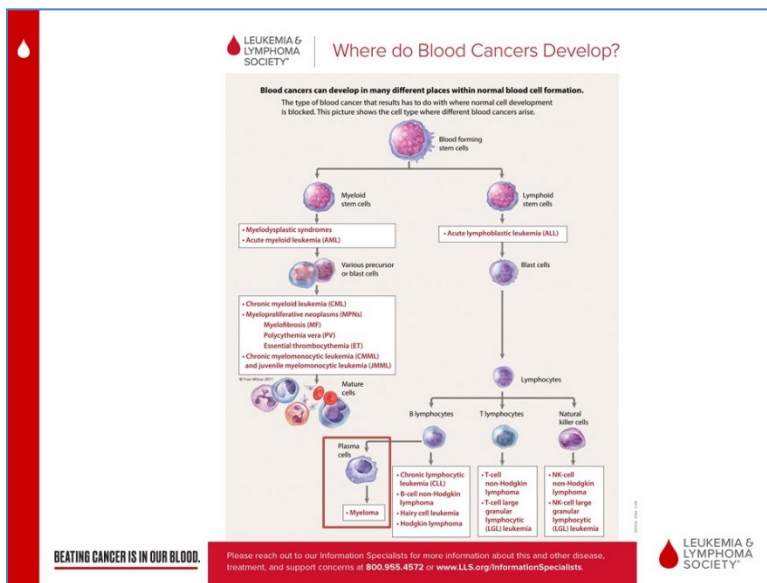 LEUKEMIA &
LYMPHOMA
SOCIETY®
Where do Blood Cancers Develop?
Blood cancers can develop in many different places within normal blood cell formation.
The type of blood cancer that results has to do with where normal cell development
is blocked. This picture shows the cell type where different blood cancers arise.
Blood forming
stem cells
Myeloid
stem cells
Lymphoid
stem cells
• Myelodysplastic syndromes
• Acute myeloid leukemia (AML)
• Acute lymphoblastic leukemia (ALL)
Various precursor
or blast cells
Blast cells
• Chronic myeloid leukemia (CML)
• Myeloproliferative neoplasms (MPNs)
Myelofibrosis (MF)
Polycythemia vera (PV)
Essential thrombocythemia (ET)
• Chronic myelomonocytic leukemia (CMML)
and juvenile myelomonocytic leukemia (JMML)
Mature
cells
Lymphocytes
B lymphocytes
T lymphocytes
Natural
killer cells
Plasma
cells
• Myeloma
• Chronic lymphocytic
leukemia (CLL)
• B-cell non-Hodgkin
lymphoma
• Hairy cell leukemia
• Hodgkin lymphoma
• T-cell
non-Hodgkin
lymphoma
• T-cell large
granular
lymphocytic
(LGL) leukemia
• NK-cell
non-Hodgkin
lymphoma
• NK-cell large
granular
lymphocytic
(LGL) leukemia
BEATING CANCER IS IN OUR BLOOD.
Please reach out to our Information Specialists for more information about this and other disease,
treatment, and support concerns at 800.955.4572 or www.LLS.org/InformationSpecialists.
LEUKEMIA &
LYMPHOMA
SOCIETY®